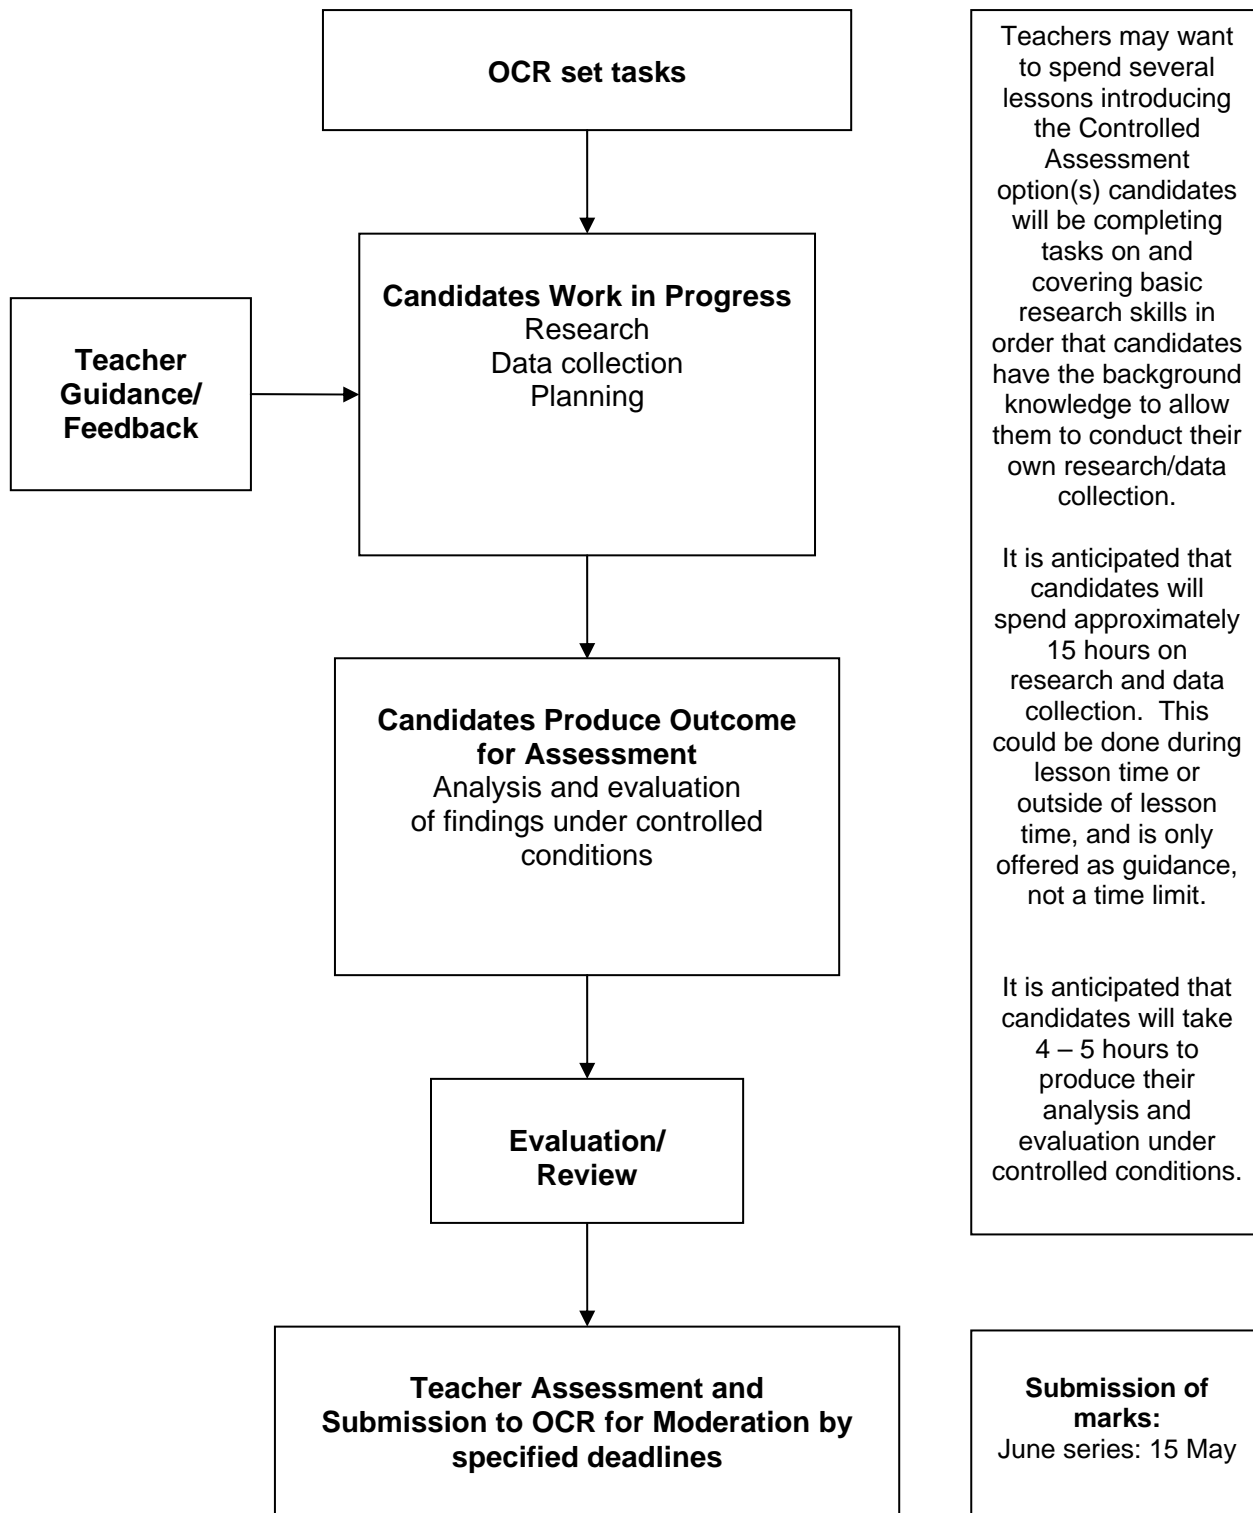 OCR set tasks
Candidates Work in Progress
Research
Data collection
Planning
Teacher
Guidance/
Feedback
Candidates Produce Outcome
for Assessment
Analysis and evaluation
of findings under controlled
conditions
Evaluation/
Review
Teacher Assessment and
Submission to OCR for Moderation by
specified deadlines
Teachers may want
to spend several
lessons introducing
the Controlled
Assessment
option(s) candidates
will be completing
tasks on and
covering basic
research skills in
order that candidates
have the background
knowledge to allow
them to conduct their
own research/data
collection.
It is anticipated that
candidates will
spend approximately
15 hours on
research and data
collection.  This
could be done during
lesson time or
outside of lesson
time, and is only
offered as guidance,
not a time limit.
It is anticipated that
candidates will take
4 – 5 hours to
produce their
analysis and
evaluation under
controlled conditions.
Submission of
marks:
June series: 15 May